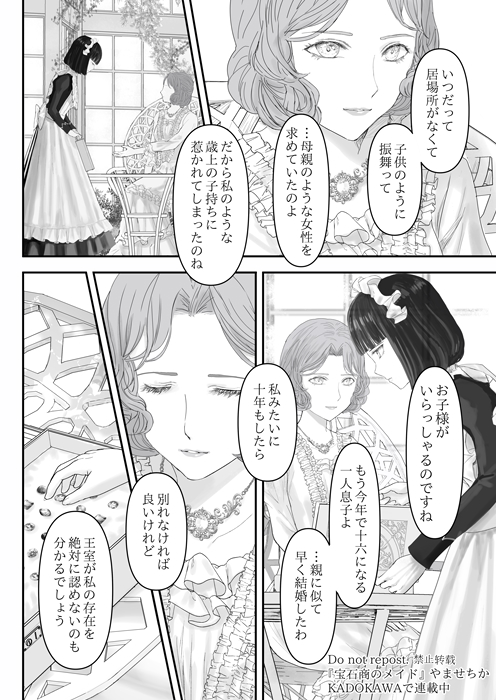 いつだって
居場所がなくて
子供のように
振舞って
…母親のような女性を
求めていたのよ
だから私のような
歳上の子持ちに
惹かれてしまったのね
お子様が
いらっしゃるのですね
もう今年で十六になる
一人息子よ
…親に似て
早く結婚したわ
私みたいに
十年もしたら
別れなければ
良いけれど
王室が私の存在を
絶対に認めないのも
分かるでしょう
Do not repost. 禁止转载
『宝石商のメイド』やませちか
KADOKAWAで連載中